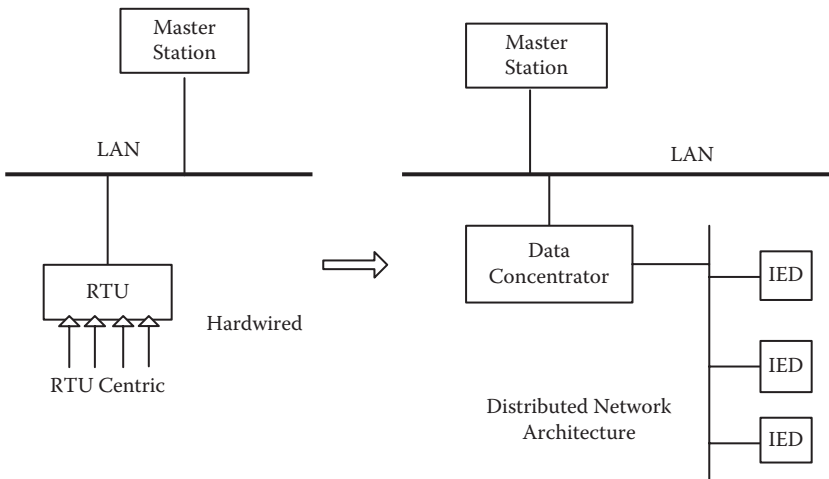 Master
Station
LAN
RTU
Hardwired
RTU Centric
Master
Station
LAN
Data
Concentrator
IED
IED
IED
Distributed Network
Architecture